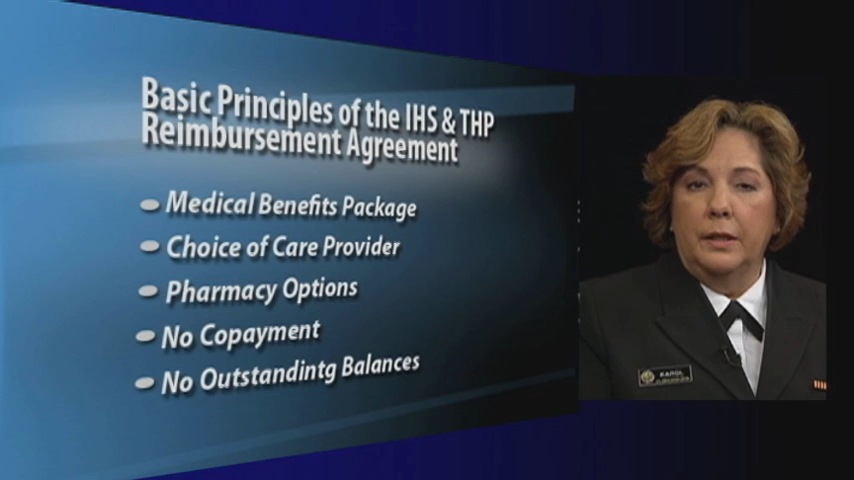 Basic Principles of the IHS & THP
Reimbursement Agreement
Medical Benefits Package
Choice of Care Provider
Pharmacy Options
No Copayment
No Outstandintg Balances
KAROL